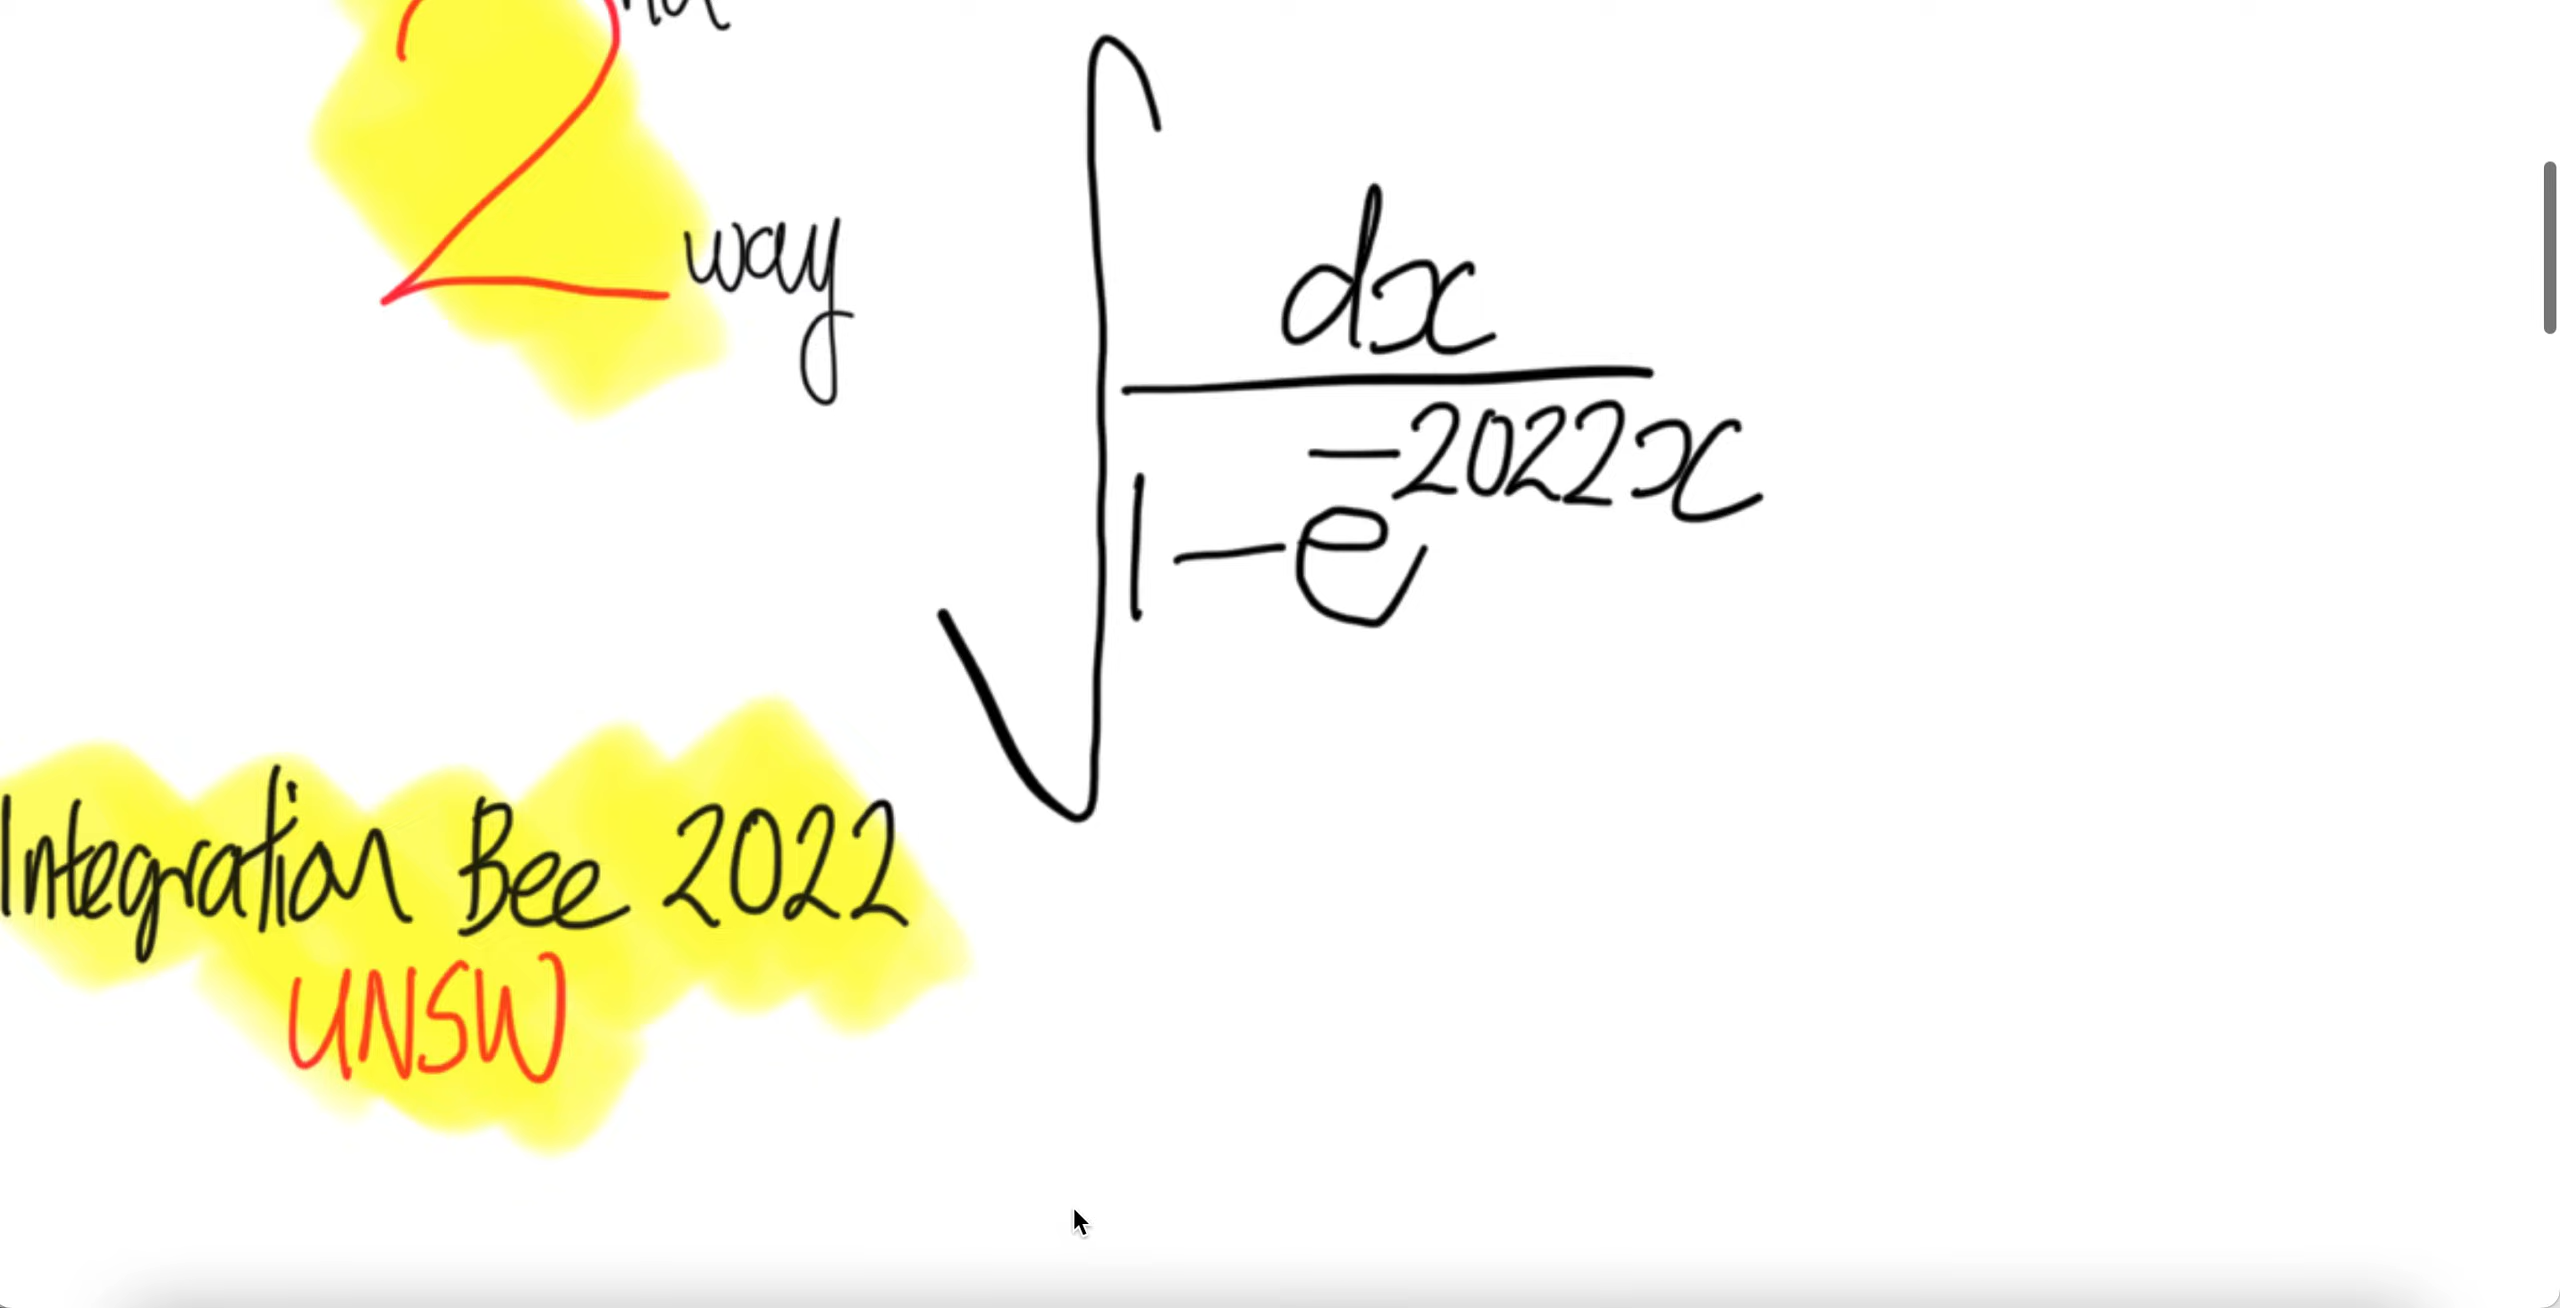 2nd
way
∫ dx
1-e^-2022x
Integration Bee 2022
UNSW